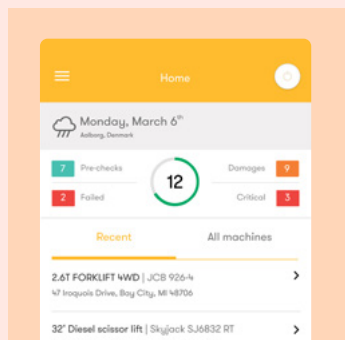 Home
Monday, March 6th
Aalborg, Denmark
7 Pre-checks
12
Damages 9
2 Failed
Critical 3
Recent
All machines
2.6T FORKLIFT 4WD | JCB 926-4
47 Iroquois Drive, Bay City, MI 48706
32' Diesel scissor lift | Skyjack SJ6832 RT